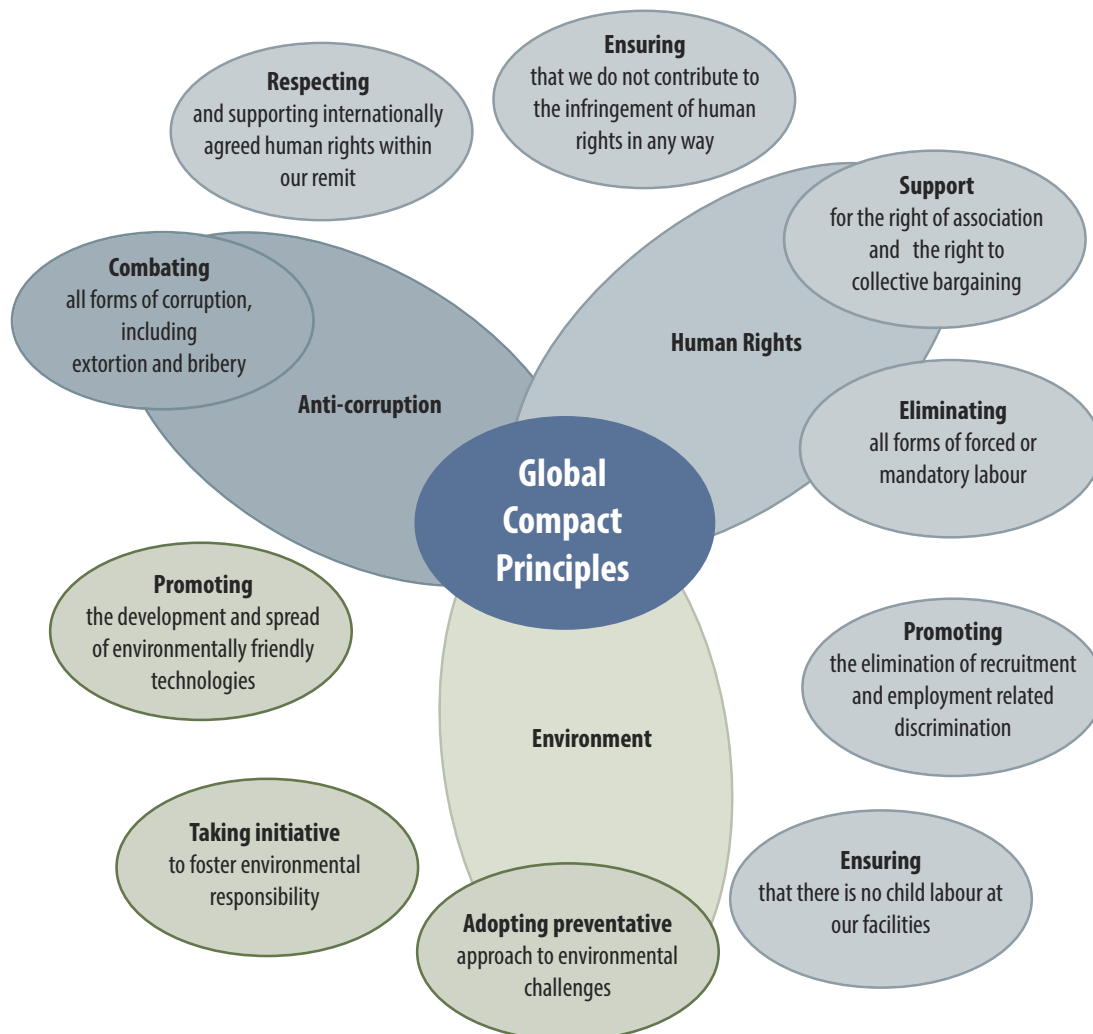 Ensuring
that we do not contribute to
the infringement of human
rights in any way
Respecting
and supporting internationally
agreed human rights within
our remit
Support
for the right of association
and the right to
collective bargaining
Combating
all forms of corruption,
including
extortion and bribery
Human Rights
Anti-corruption
Eliminating
all forms of forced or
mandatory labour
Global
Compact
Principles
Promoting
the development and spread
of environmentally friendly
technologies
Promoting
the elimination of recruitment
and employment related
discrimination
Environment
Taking initiative
to foster environmental
responsibility
Ensuring
that there is no child labour at
our facilities
Adopting preventative
approach to environmental
challenges